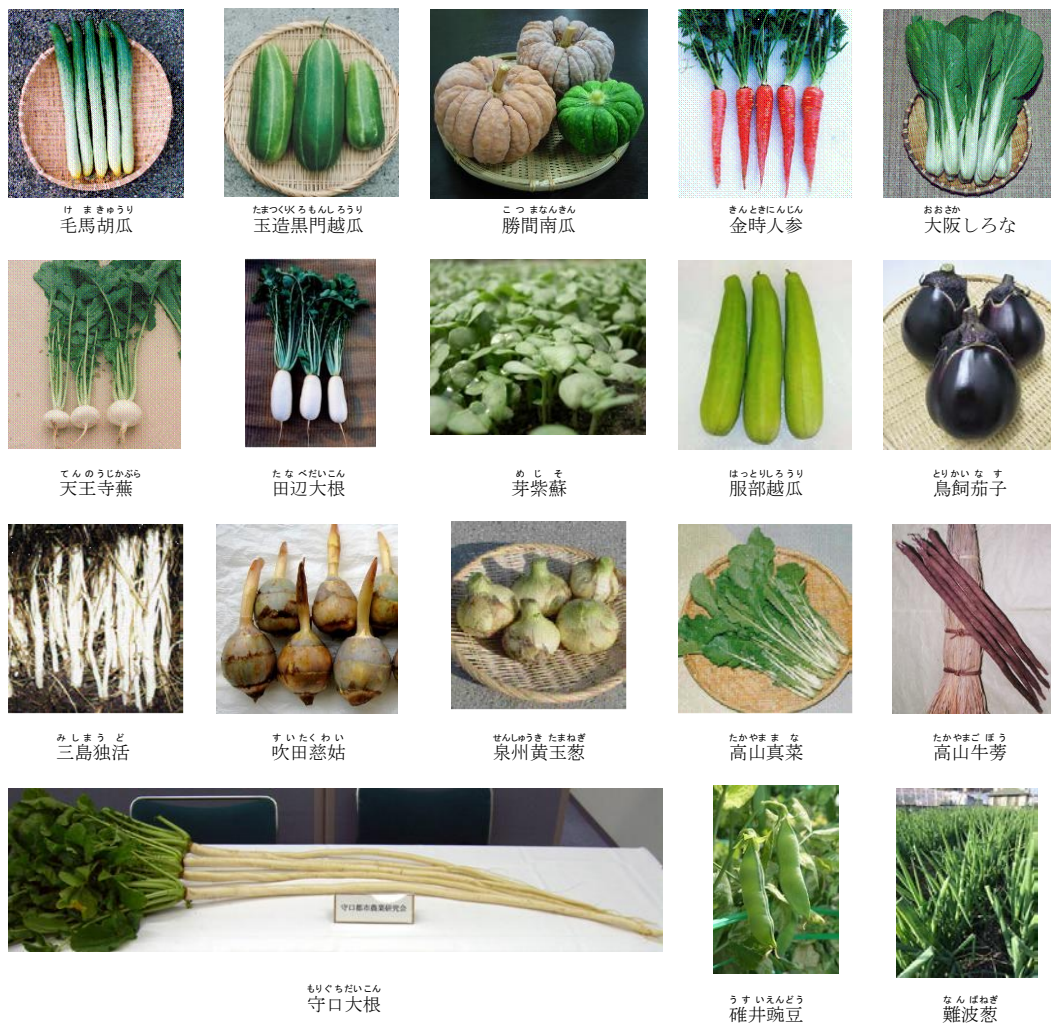 けまきゅうり
毛馬胡瓜
たまつくりくろもんしろうり
玉造黒門越瓜
こつまなんきん
勝間南瓜
きんときにんじん
金時人参
おおさか
大阪しろな
てんのうじかぶら
天王寺蕪
たなべだいこん
田辺大根
めじそ
芽紫蘇
はっとりしろうり
服部越瓜
とりかいなす
鳥飼茄子
みしまうど
三島独活
すいたくわい
吹田慈姑
せんしゅうきたまねぎ
泉州黄玉葱
たかやままな
高山真菜
たかやまごぼう
高山牛蒡
守口都市農業研究会
もりぐちだいこん
守口大根
うすいえんどう
碓井豌豆
なんばねぎ
難波葱